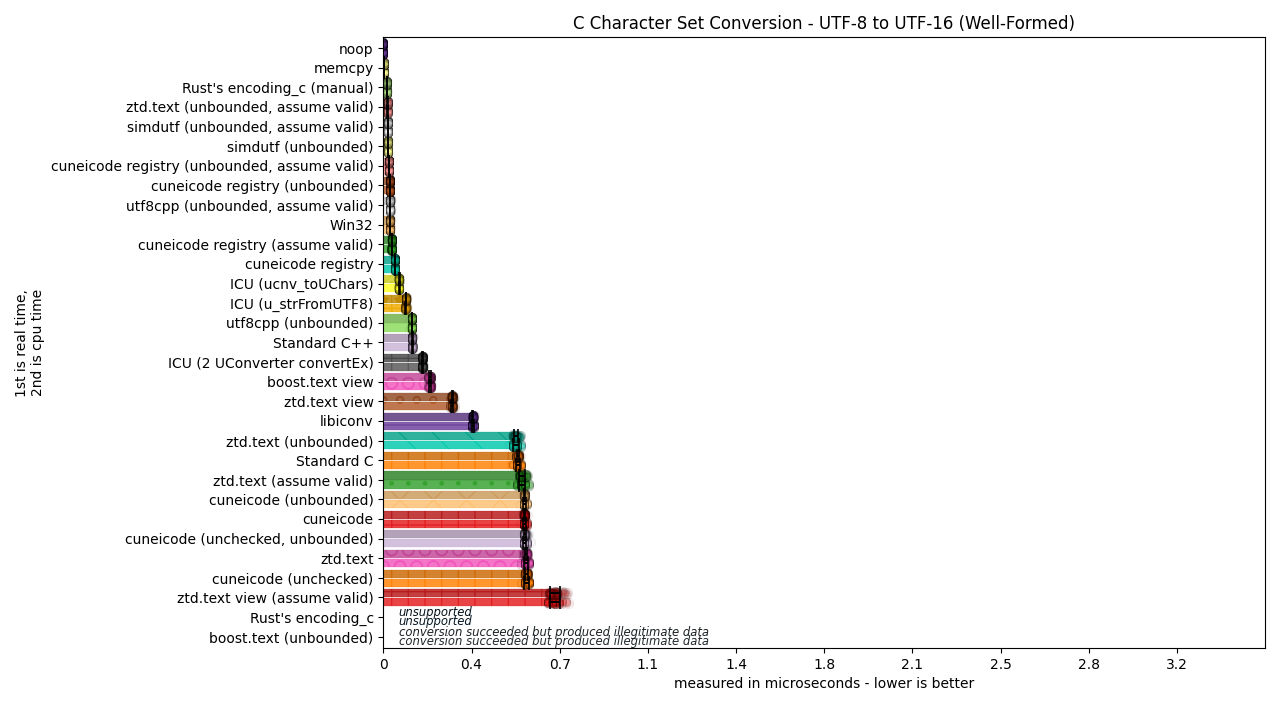 C Character Set Conversion - UTF-8 to UTF-16 (Well-Formed)
1st is real time,
2nd is cpu time
noop
memcpy
Rust's encoding_c (manual)
ztd.text (unbounded, assume valid)
simdutf (unbounded, assume valid)
simdutf (unbounded)
cuneicode registry (unbounded, assume valid)
cuneicode registry (unbounded)
utf8cpp (unbounded, assume valid)
Win32
cuneicode registry (assume valid)
cuneicode registry
ICU (ucnv_toUChars)
ICU (u_strFromUTF8)
utf8cpp (unbounded)
Standard C++
ICU (2 UConverter convertEx)
boost.text view
ztd.text view
libiconv
ztd.text (unbounded)
Standard C
ztd.text (assume valid)
cuneicode (unbounded)
cuneicode
cuneicode (unchecked, unbounded)
ztd.text
cuneicode (unchecked)
ztd.text view (assume valid)
Rust's encoding_c
unsupported
unsupported
boost.text (unbounded)
conversion succeeded but produced illegitimate data
conversion succeeded but produced illegitimate data
0 0.4 0.7 1.1 1.4 1.8 2.1 2.5 2.8 3.2
measured in microseconds - lower is better